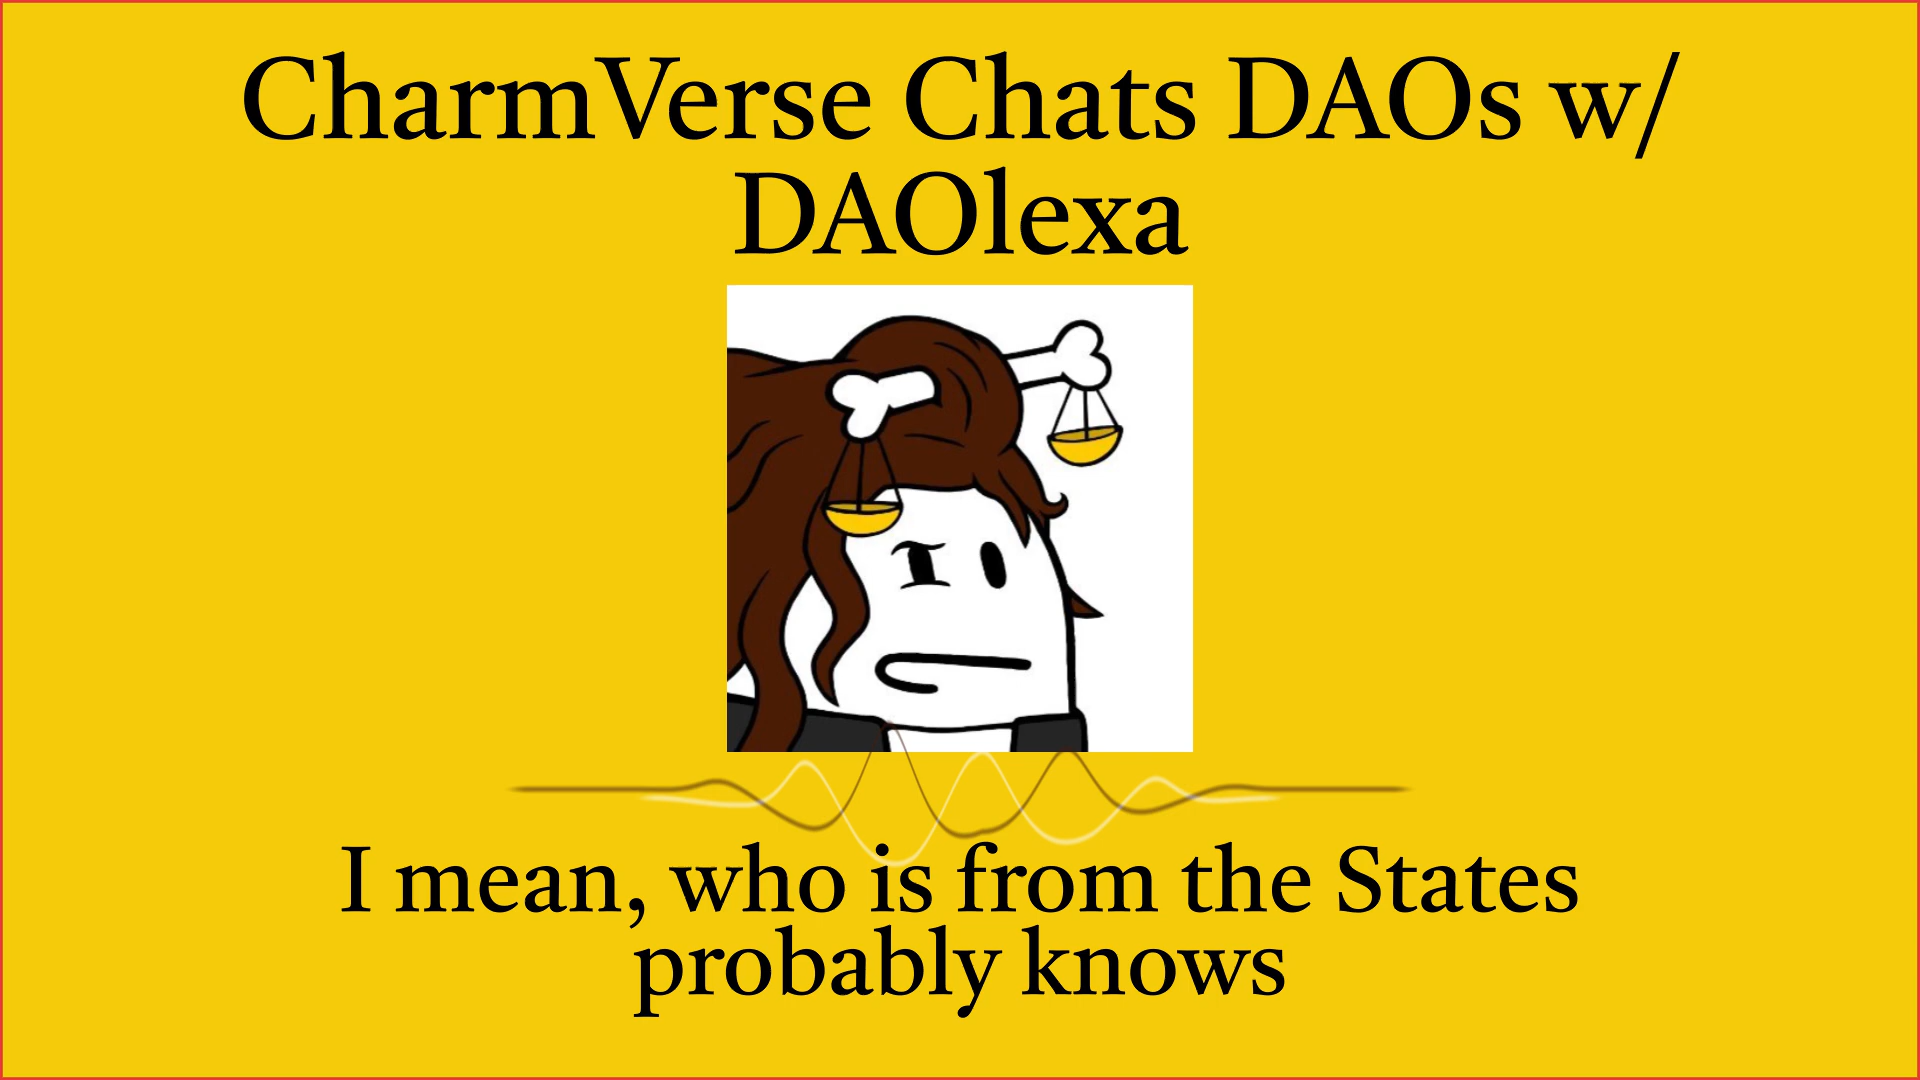 CharmVerse Chats DAOs w/
DAOlexa
I mean, who is from the States
probably knows